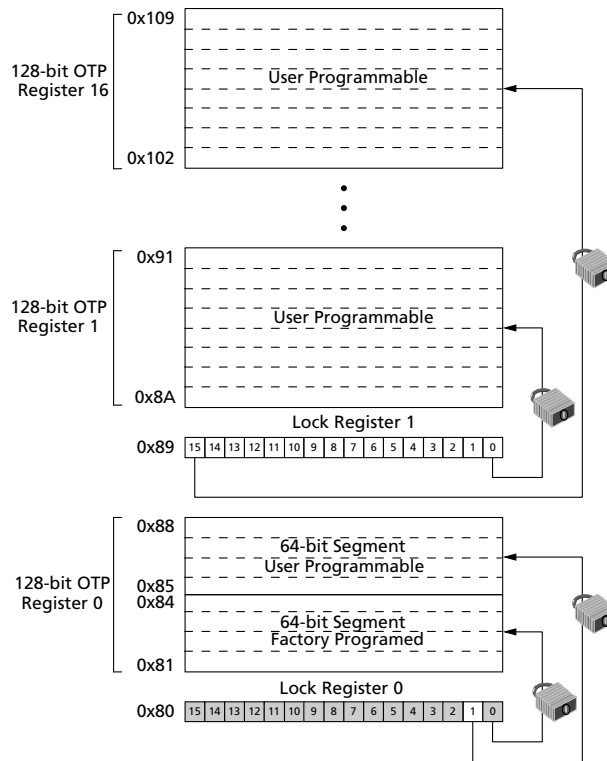 0x109
128-bit OTP
Register 16
User Programmable
0x102
0x91
128-bit OTP
Register 1
User Programmable
0x8A
Lock Register 1
0x89
15 14 13 12 11 10 9 8 7 6 5 4 3 2 1 0
0x88
64-bit Segment
User Programmable
128-bit OTP
Register 0
0x85
0x84
64-bit Segment
Factory Programed
0x81
Lock Register 0
0x80
15 14 13 12 11 10 9 8 7 6 5 4 3 2 1 0